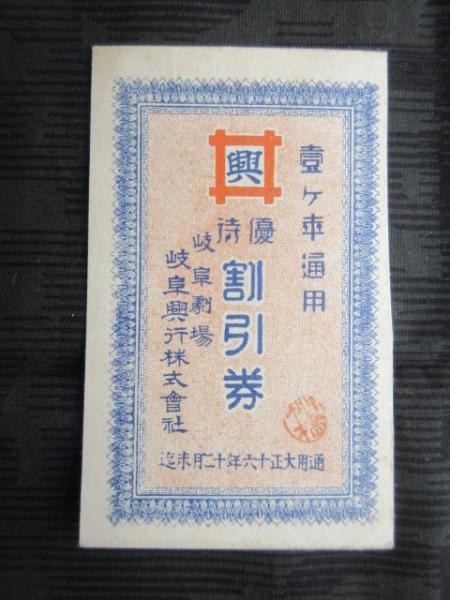 壹ヶ年通用
興
優待
割引券
岐阜劇場
岐阜興行株式會社
通用大正十六年十二月末迄